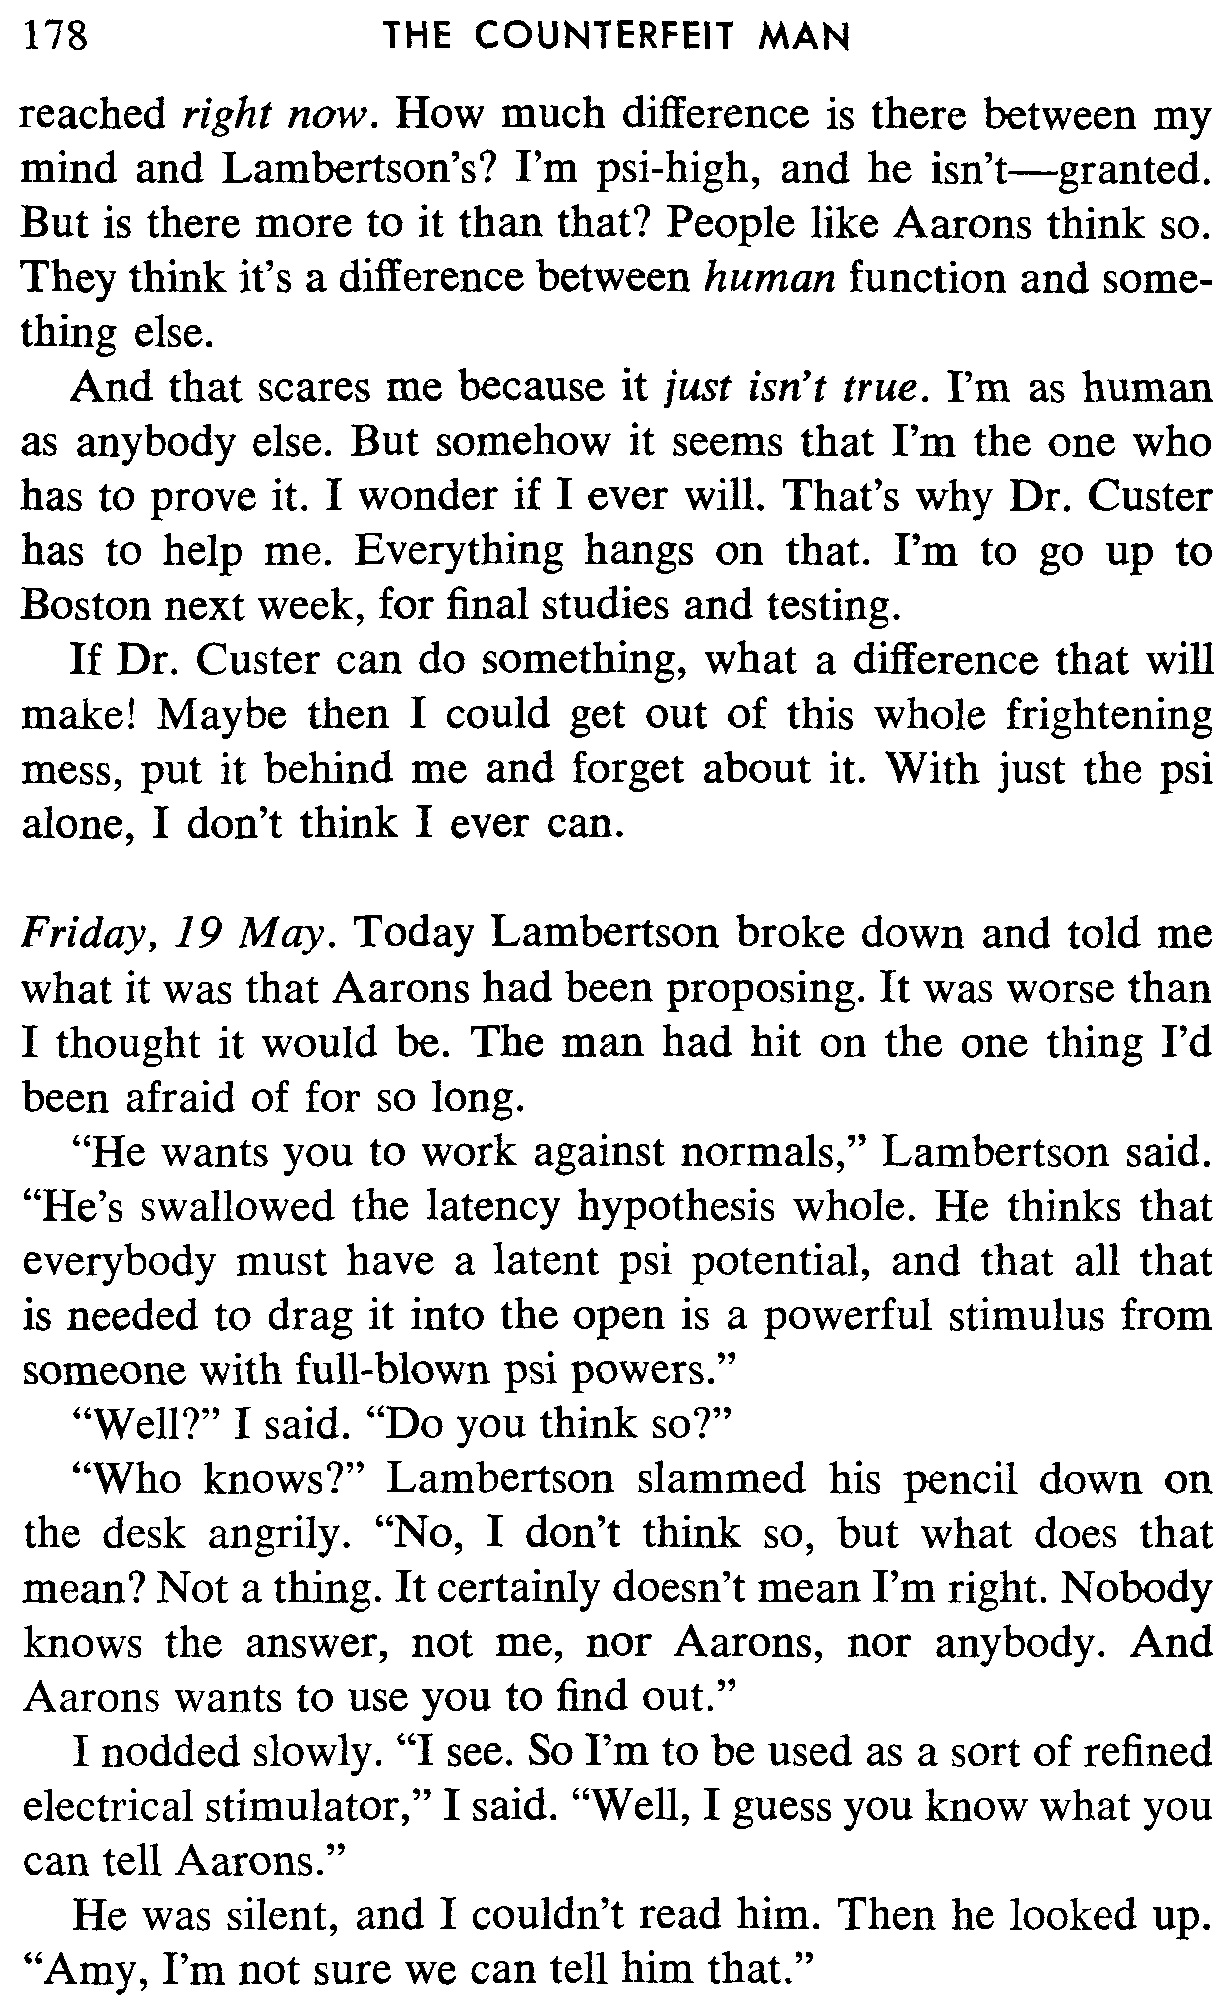 178 THE COUNTERFEIT MAN
reached right now. How much difference is there between my
mind and Lambertson's? I'm psi-high, and he isn't—granted.
But is there more to it than that? People like Aarons think so.
They think it's a difference between human function and some-
thing else.
And that scares me because it just isn't true. I'm as human
as anybody else. But somehow it seems that I'm the one who
has to prove it. I wonder if I ever will. That's why Dr. Custer
has to help me. Everything hangs on that. I'm to go up to
Boston next week, for final studies and testing.
If Dr. Custer can do something, what a difference that will
make! Maybe then I could get out of this whole frightening
mess, put it behind me and forget about it. With just the psi
alone, I don't think I ever can.
Friday, 19 May. Today Lambertson broke down and told me
what it was that Aarons had been proposing. It was worse than
I thought it would be. The man had hit on the one thing I'd
been afraid of for so long.
“He wants you to work against normals,” Lambertson said.
“He's swallowed the latency hypothesis whole. He thinks that
everybody must have a latent psi potential, and that all that
is needed to drag it into the open is a powerful stimulus from
someone with full-blown psi powers.”
“Well?” I said. “Do you think so?”
“Who knows?” Lambertson slammed his pencil down on
the desk angrily. “No, I don't think so, but what does that
mean? Not a thing. It certainly doesn't mean I'm right. Nobody
knows the answer, not me, nor Aarons, nor anybody. And
Aarons wants to use you to find out.”
I nodded slowly. “I see. So I'm to be used as a sort of refined
electrical stimulator,” I said. “Well, I guess you know what you
can tell Aarons.”
He was silent, and I couldn't read him. Then he looked up.
“Amy, I'm not sure we can tell him that.”